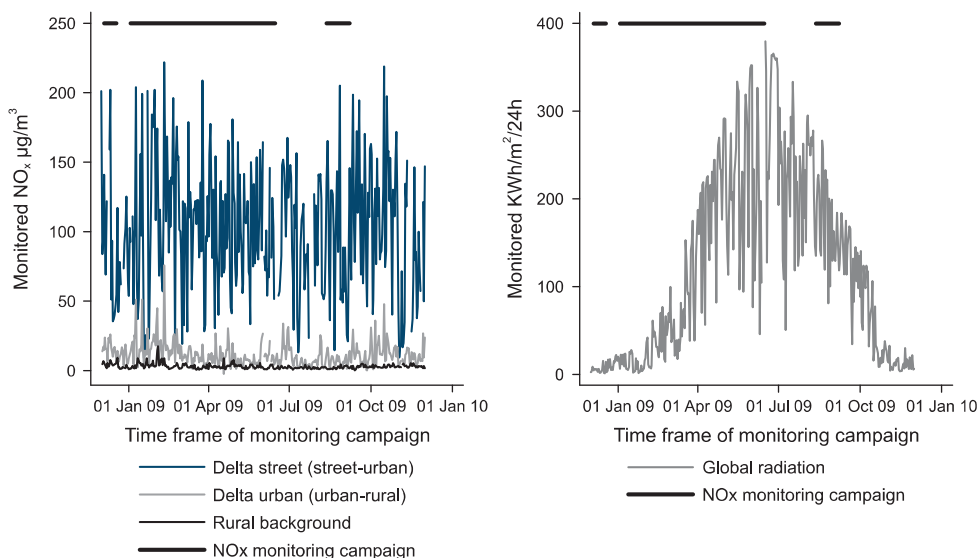 Monitored NOx µg/m³
250
200
150
100
50
0
01 Jan 09 01 Apr 09 01 Jul 09 01 Oct 09 01 Jan 10
Time frame of monitoring campaign
Delta street (street-urban)
Delta urban (urban-rural)
Rural background
NOx monitoring campaign
Monitored KWh/m²/24h
400
300
200
100
0
01 Jan 09 01 Apr 09 01 Jul 09 01 Oct 09 01 Jan 10
Time frame of monitoring campaign
Global radiation
NOx monitoring campaign